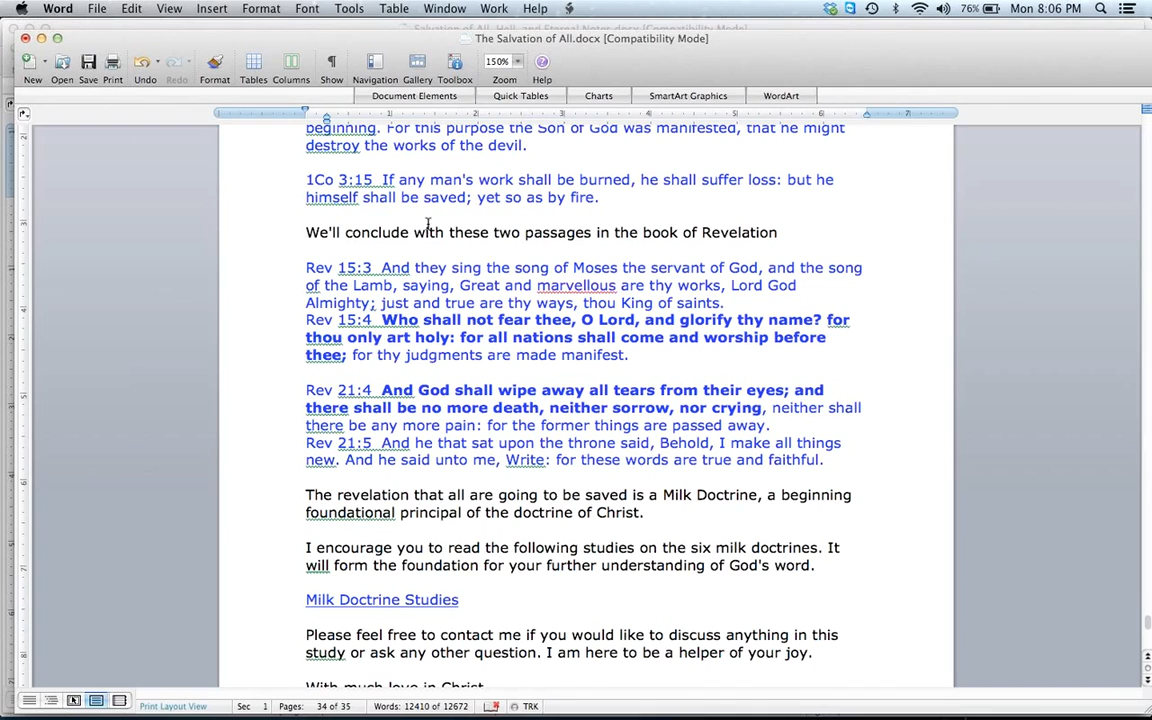 Word File Edit View Insert Format Font Tools Table Window Work Help 76% Mon 8:06 PM
The Salvation of All.docx [Compatibility Mode]
New Open Save Print Undo Redo Format Tables Columns Show Navigation Gallery Toolbox 150% Zoom Help
Document Elements Quick Tables Charts SmartArt Graphics WordArt
beginning. For this purpose the Son of God was manifested, that he might
destroy the works of the devil.
1Co 3:15 If any man's work shall be burned, he shall suffer loss: but he
himself shall be saved; yet so as by fire.
We'll conclude with these two passages in the book of Revelation
Rev 15:3 And they sing the song of Moses the servant of God, and the song
of the Lamb, saying, Great and marvellous are thy works, Lord God
Almighty; just and true are thy ways, thou King of saints.
Rev 15:4 Who shall not fear thee, O Lord, and glorify thy name? for
thou only art holy: for all nations shall come and worship before
thee; for thy judgments are made manifest.
Rev 21:4 And God shall wipe away all tears from their eyes; and
there shall be no more death, neither sorrow, nor crying, neither shall
there be any more pain: for the former things are passed away.
Rev 21:5 And he that sat upon the throne said, Behold, I make all things
new. And he said unto me, Write: for these words are true and faithful.
The revelation that all are going to be saved is a Milk Doctrine, a beginning
foundational principal of the doctrine of Christ.
I encourage you to read the following studies on the six milk doctrines. It
will form the foundation for your further understanding of God's word.
Milk Doctrine Studies
Please feel free to contact me if you would like to discuss anything in this
study or ask any other question. I am here to be a helper of your joy.
With much love in Christ
Print Layout View Sec 1 Pages: 34 of 35 Words: 12410 of 12672 TRK